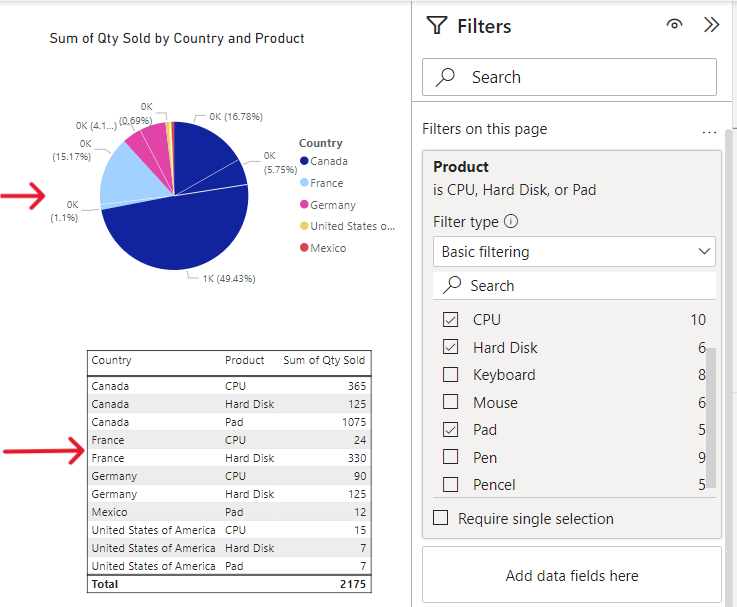 Sum of Qty Sold by Country and Product
0K (16.78%)
0K
(5.75%)
1K (49.43%)
0K
(1.1%)
0K
(15.17%)
0K (4.1...)
0K
(0.69%)
Country
Canada
France
Germany
United States o...
Mexico
Country Product Sum of Qty Sold
Canada CPU 365
Canada Hard Disk 125
Canada Pad 1075
France CPU 24
France Hard Disk 330
Germany CPU 90
Germany Hard Disk 125
Mexico Pad 12
United States of America CPU 15
United States of America Hard Disk 7
United States of America Pad 7
Total 2175
Filters
Search
Filters on this page
...
Product
is CPU, Hard Disk, or Pad
Filter type
Basic filtering
Search
CPU 10
Hard Disk 6
Keyboard 8
Mouse 6
Pad 5
Pen 9
Pencel 5
Require single selection
Add data fields here